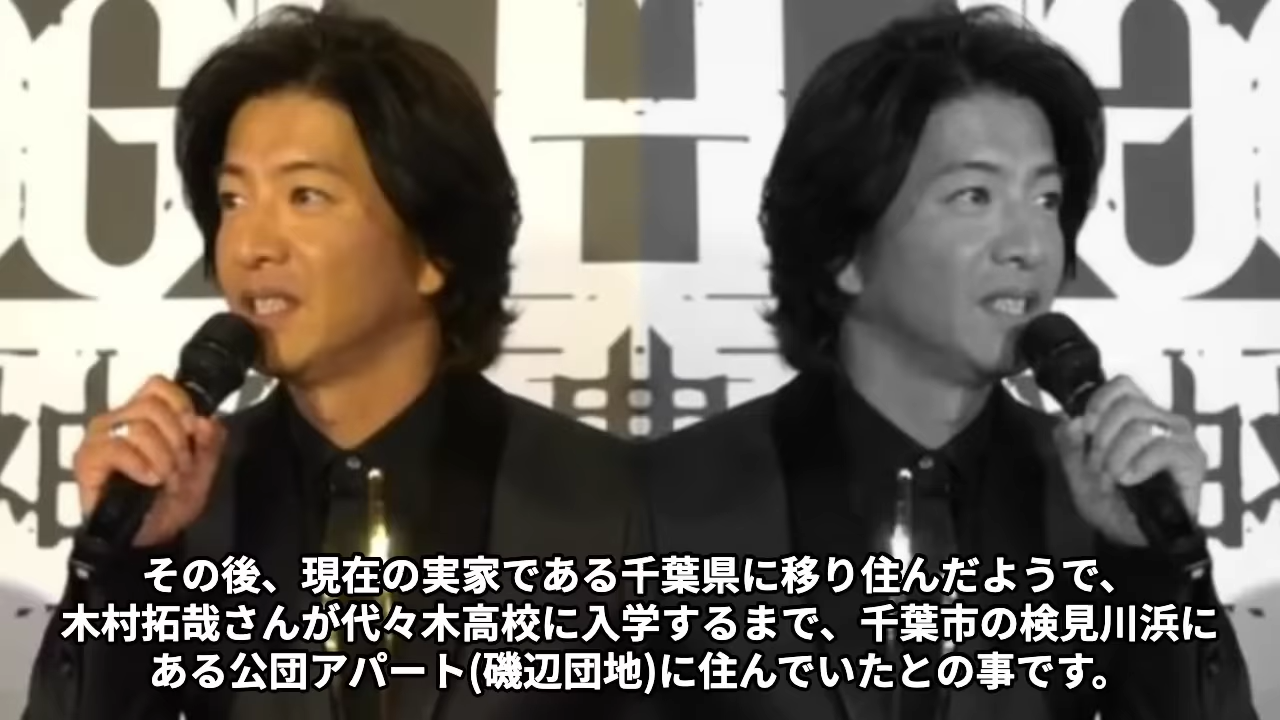 その後、現在の実家である千葉県に移り住んだようで、
木村拓哉さんが代々木高校に入学するまで、千葉市の検見川浜に
ある公団アパート(磯辺団地)に住んでいたとの事です。